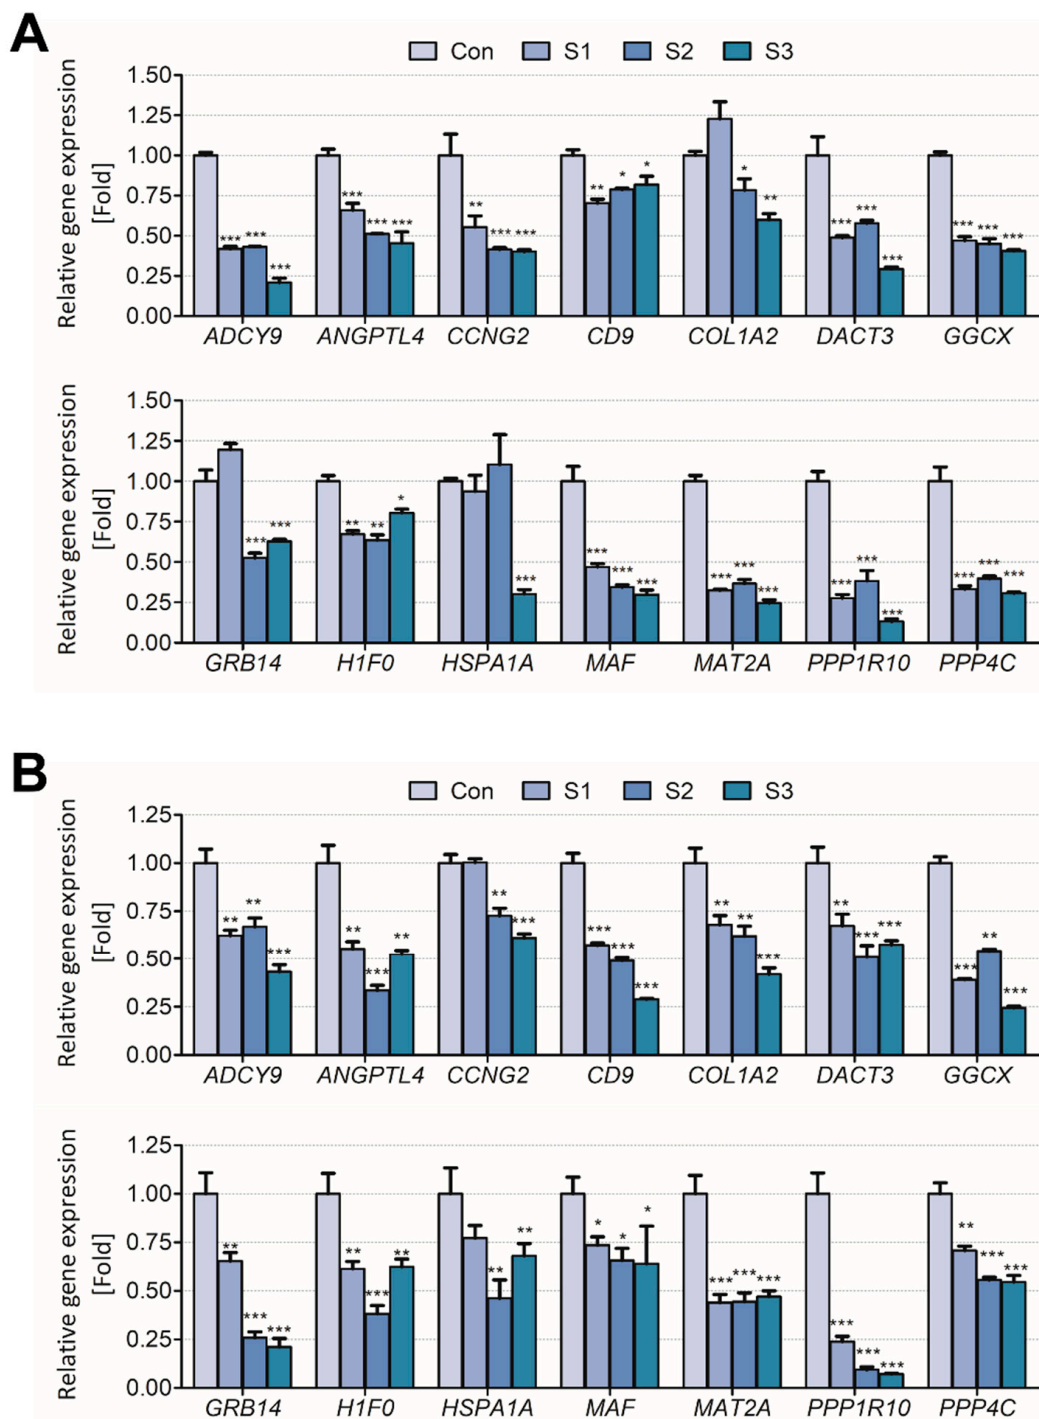 A
Con S1 S2 S3
Relative gene expression
[Fold]
1.50
1.25
1.00
0.75
0.50
0.25
0.00
*** *** ***
*** *** ***
** *** ***
** * *
* **
*** *** ***
*** *** ***
ADCY9 ANGPTL4 CCNG2 CD9 COL1A2 DACT3 GGCX
Relative gene expression
[Fold]
1.50
1.25
1.00
0.75
0.50
0.25
0.00
*** ***
** ** *
***
*** *** ***
*** *** ***
*** *** ***
*** *** ***
GRB14 H1F0 HSPA1A MAF MAT2A PPP1R10 PPP4C
B
Con S1 S2 S3
Relative gene expression
[Fold]
1.25
1.00
0.75
0.50
0.25
0.00
** ** ***
** *** **
** ***
*** *** ***
** ** ***
** *** ***
*** ** ***
ADCY9 ANGPTL4 CCNG2 CD9 COL1A2 DACT3 GGCX
Relative gene expression
[Fold]
1.25
1.00
0.75
0.50
0.25
0.00
** *** ***
** *** **
** **
* * *
*** *** ***
*** *** ***
** *** ***
GRB14 H1F0 HSPA1A MAF MAT2A PPP1R10 PPP4C